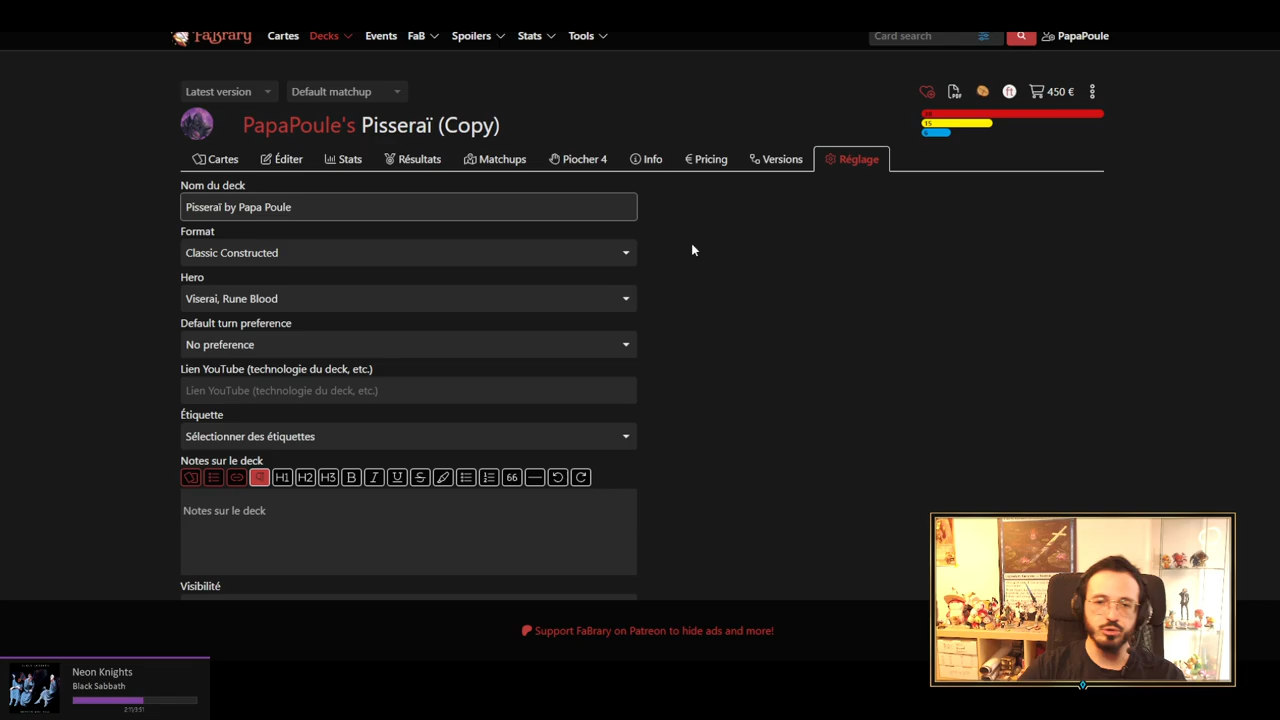 FaBrary Cartes Decks Events FaB Spoilers Stats Tools Card search PapaPoule
Latest version Default matchup PDF ft 450 €
PapaPoule's Pisseraï (Copy)
15
6
Cartes Éditer Stats Résultats Matchups Piocher 4 Info Pricing Versions Réglage
Nom du deck
Pisseraï by Papa Poule
Format
Classic Constructed
Hero
Viserai, Rune Blood
Default turn preference
No preference
Lien YouTube (technologie du deck, etc.)
Lien YouTube (technologie du deck, etc.)
Étiquette
Sélectionner des étiquettes
Notes sur le deck
H1 H2 H3 B I U S 66
Notes sur le deck
Visibilité
Support FaBrary on Patreon to hide ads and more!
Neon Knights
Black Sabbath